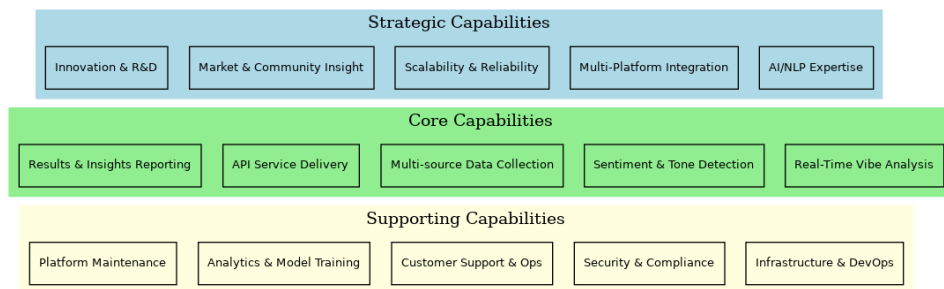 Strategic Capabilities
Innovation & R&D
Market & Community Insight
Scalability & Reliability
Multi-Platform Integration
AI/NLP Expertise
Core Capabilities
Results & Insights Reporting
API Service Delivery
Multi-source Data Collection
Sentiment & Tone Detection
Real-Time Vibe Analysis
Supporting Capabilities
Platform Maintenance
Analytics & Model Training
Customer Support & Ops
Security & Compliance
Infrastructure & DevOps